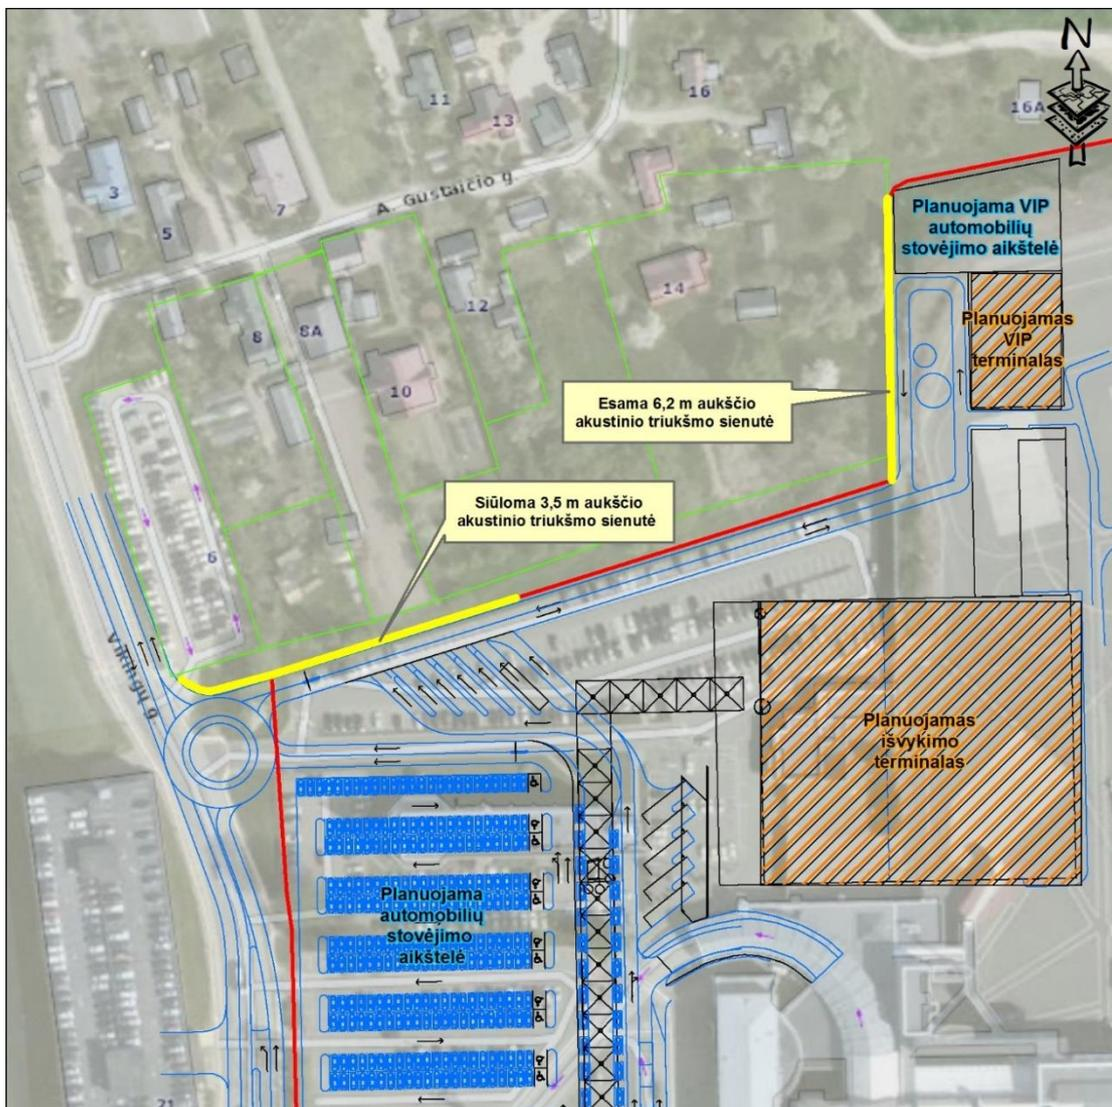 N
11
16
13
16A
3
7
A. Gustaičio g.
5
Planuojama VIP
automobilių
stovėjimo aikštelė
12
14
8
8A
Planuojamas
VIP
terminalas
10
Esama 6,2 m aukščio
akustinio triukšmo sienutė
Siūloma 3,5 m aukščio
akustinio triukšmo sienutė
6
Vikingų g.
Planuojamas
išvykimo
terminalas
Planuojama
automobilių
stovėjimo
aikštelė
21